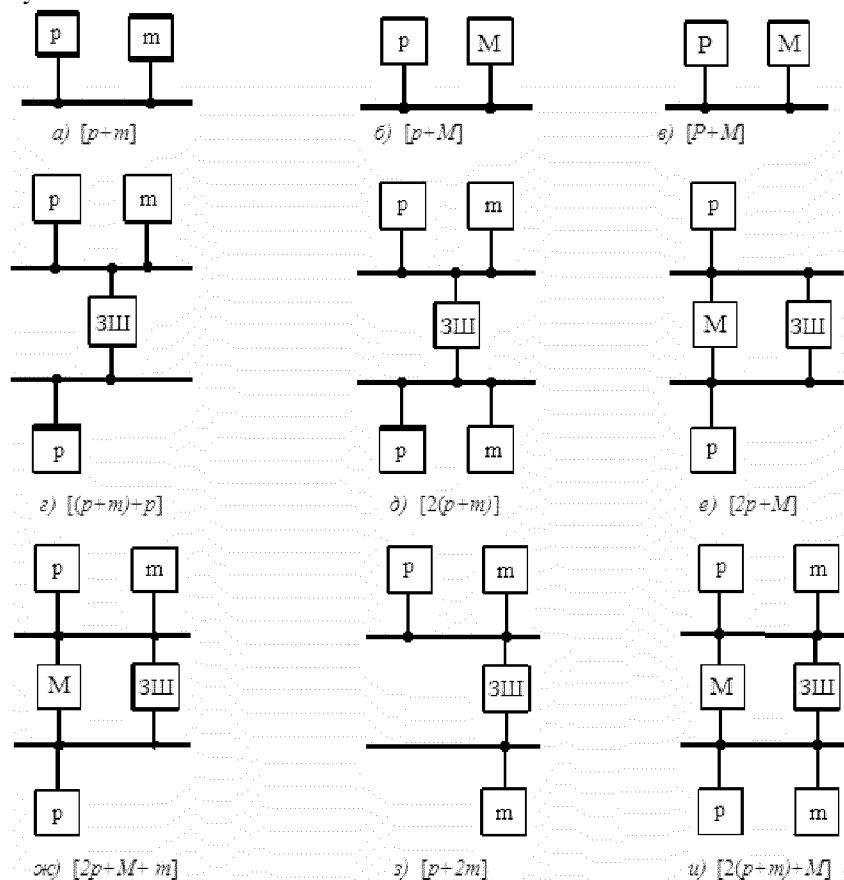 p m p M P M
а) [p+m] б) [p+M] в) [P+M]
p m p m p
ЗШ ЗШ M ЗШ
p p m p
г) [(p+m)+p] д) [2(p+m)] е) [2p+M]
p m p m p m
M ЗШ ЗШ M ЗШ
p m p m
ж) [2p+M+ m] з) [p+2m] и) [2(p+m)+M]